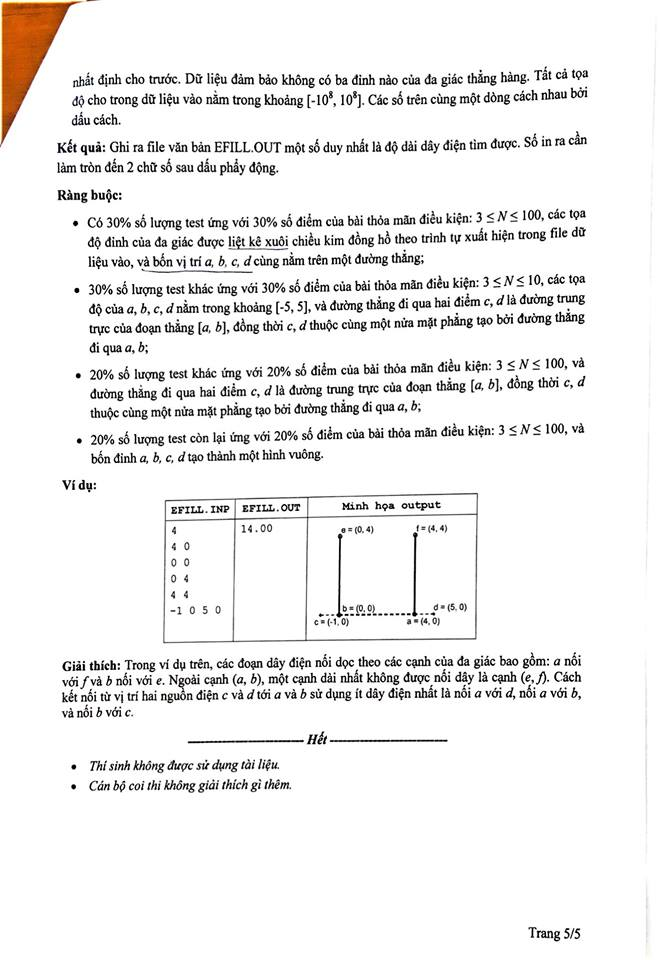 nhất định cho trước. Dữ liệu đảm bảo không có ba đỉnh nào của đa giác thẳng hàng. Tất cả tọa
độ cho trong dữ liệu vào nằm trong khoảng [-10⁸, 10⁸]. Các số trên cùng một dòng cách nhau bởi
dấu cách.
Kết quả: Ghi ra file văn bản EFILL.OUT một số duy nhất là độ dài dây điện tìm được. Số in ra cần
làm tròn đến 2 chữ số sau dấu phẩy động.
Ràng buộc:
• Có 30% số lượng test ứng với 30% số điểm của bài thỏa mãn điều kiện: 3 ≤ N ≤ 100, các tọa
độ đỉnh của đa giác được liệt kê xuôi chiều kim đồng hồ theo trình tự xuất hiện trong file dữ
liệu vào, và bốn vị trí a, b, c, d cùng nằm trên một đường thẳng;
• 30% số lượng test khác ứng với 30% số điểm của bài thỏa mãn điều kiện: 3 ≤ N ≤ 10, các tọa
độ của a, b, c, d nằm trong khoảng [-5, 5], và đường thẳng đi qua hai điểm c, d là đường trung
trực của đoạn thẳng [a, b], đồng thời c, d thuộc cùng một nửa mặt phẳng tạo bởi đường thẳng
đi qua a, b;
• 20% số lượng test khác ứng với 20% số điểm của bài thỏa mãn điều kiện: 3 ≤ N ≤ 100, và
đường thẳng đi qua hai điểm c, d là đường trung trực của đoạn thẳng [a, b], đồng thời c, d
thuộc cùng một nửa mặt phẳng tạo bởi đường thẳng đi qua a, b;
• 20% số lượng test còn lại ứng với 20% số điểm của bài thỏa mãn điều kiện: 3 ≤ N ≤ 100, và
bốn đỉnh a, b, c, d tạo thành một hình vuông.
Ví dụ:
EFILL.INP EFILL.OUT Minh họa output
4 14.00 e = (0, 4) f = (4, 4)
4 0
0 0
0 4
4 4
-1 0 5 0 b = (0, 0) d = (5, 0)
c = (-1, 0) a = (4, 0)
Giải thích: Trong ví dụ trên, các đoạn dây điện nối dọc theo các cạnh của đa giác bao gồm: a nối
với f và b nối với e. Ngoài cạnh (a, b), một cạnh dài nhất không được nối dây là cạnh (e, f). Cách
kết nối từ vị trí hai nguồn điện c và d tới a và b sử dụng ít dây điện nhất là nối a với d, nối a với b,
và nối b với c.
Hết
• Thí sinh không được sử dụng tài liệu.
• Cán bộ coi thi không giải thích gì thêm.
Trang 5/5